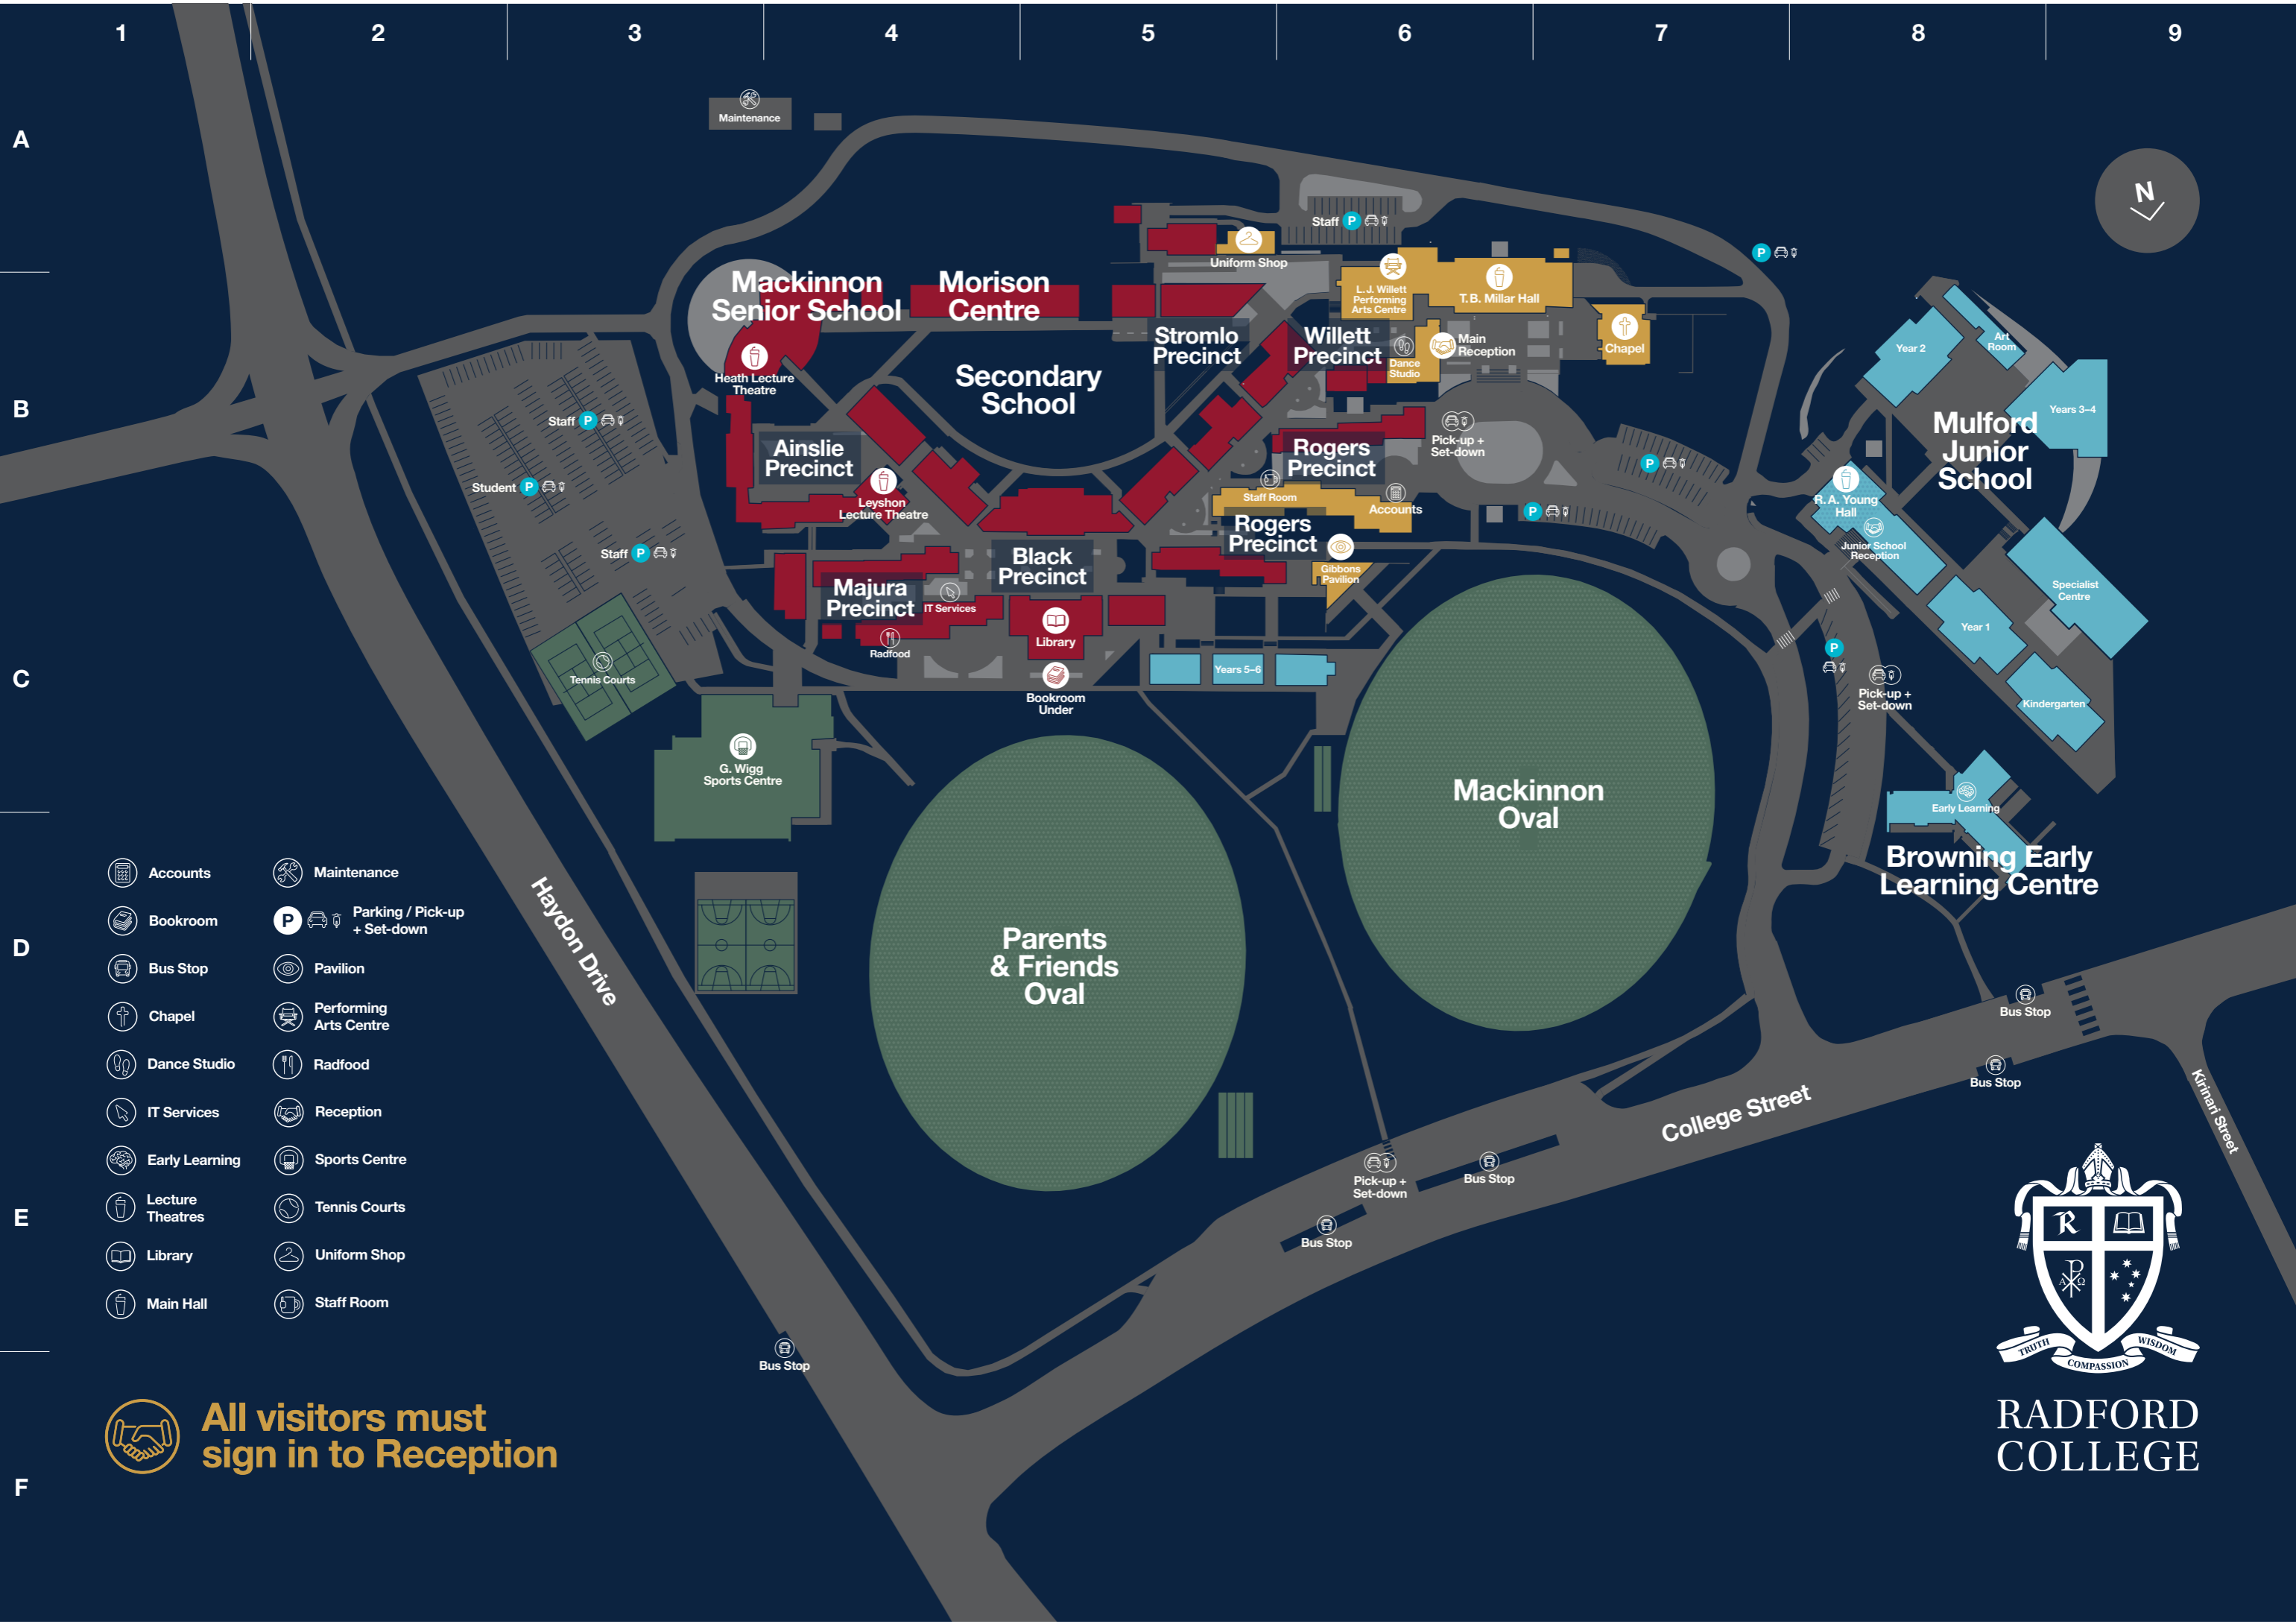 1
2
3
4
5
6
7
8
9
A
B
C
D
E
F
Maintenance
N
Staff P
P
Uniform Shop
Mackinnon
Senior School
Morison
Centre
L. J. Willett
Performing
Arts Centre
T. B. Millar Hall
Stromlo
Precinct
Willett
Precinct
Main
Reception
Chapel
Dance
Studio
Heath Lecture
Theatre
Secondary
School
Year 2
Art
Room
Years 3–4
Mulford
Junior
School
Staff P
Student P
Staff P
Ainslie
Precinct
Leyshon
Lecture Theatre
Rogers
Precinct
Pick-up +
Set-down
P
Staff Room
Accounts
P
R. A. Young
Hall
Junior School
Reception
Rogers
Precinct
Gibbons
Pavilion
Black
Precinct
Majura
Precinct
IT Services
Radfood
Library
Bookroom
Under
Years 5–6
Specialist
Centre
Year 1
Kindergarten
P
Pick-up +
Set-down
Tennis Courts
G. Wigg
Sports Centre
Mackinnon
Oval
Early Learning
Browning Early
Learning Centre
Parents
& Friends
Oval
Haydon Drive
College Street
Kirinari Street
Bus Stop
Bus Stop
Pick-up +
Set-down
Bus Stop
Bus Stop
Bus Stop
Accounts
Bookroom
Bus Stop
Chapel
Dance Studio
IT Services
Early Learning
Lecture
Theatres
Library
Main Hall
Maintenance
P Parking / Pick-up
+ Set-down
Pavilion
Performing
Arts Centre
Radfood
Reception
Sports Centre
Tennis Courts
Uniform Shop
Staff Room
All visitors must
sign in to Reception
R
P
Α Ω
TRUTH
COMPASSION
WISDOM
RADFORD
COLLEGE